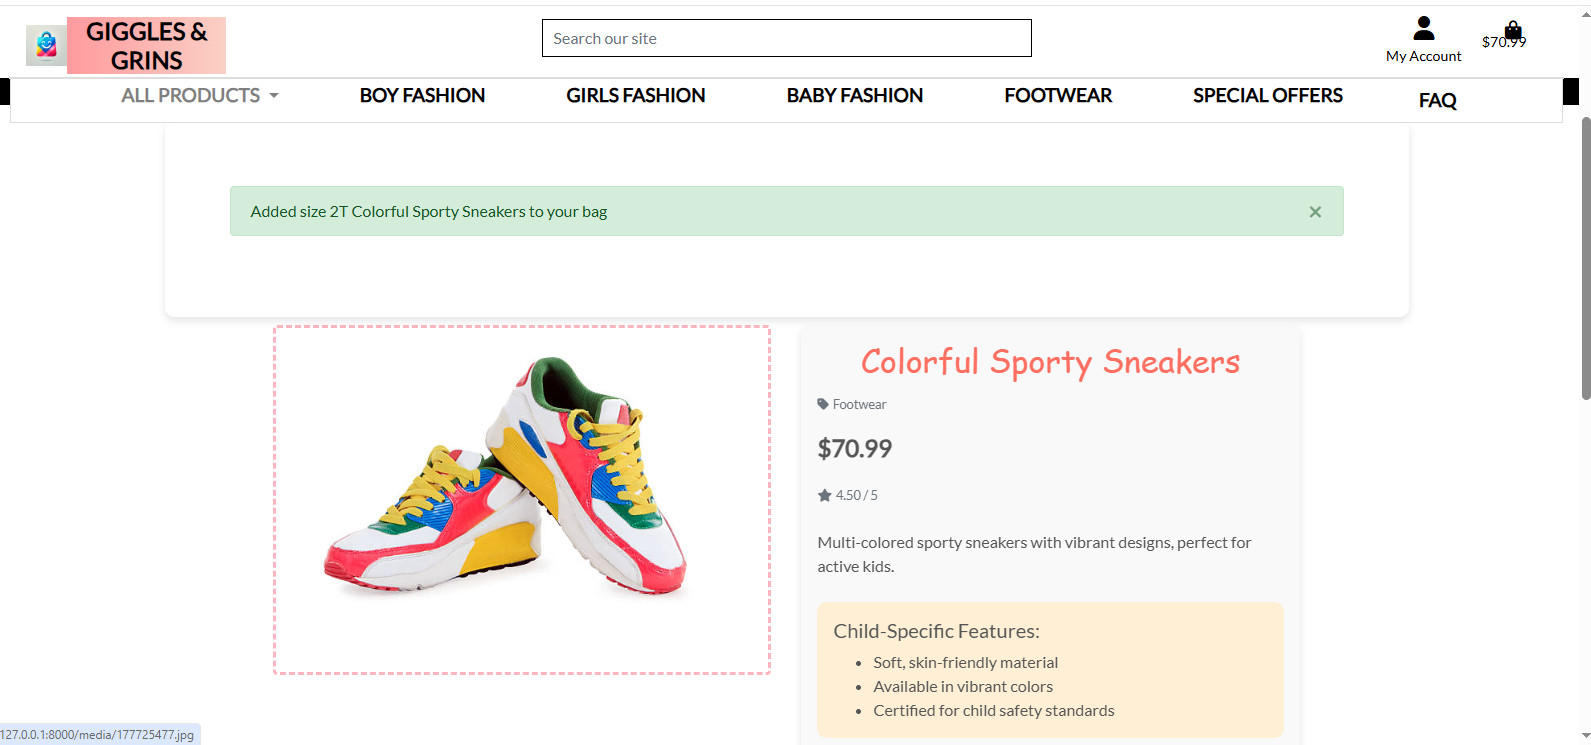 GIGGLES &
GRINS
Search our site
My Account
$70.99
ALL PRODUCTS
BOY FASHION
GIRLS FASHION
BABY FASHION
FOOTWEAR
SPECIAL OFFERS
FAQ
Added size 2T Colorful Sporty Sneakers to your bag
×
Colorful Sporty Sneakers
Footwear
$70.99
4.50 / 5
Multi-colored sporty sneakers with vibrant designs, perfect for
active kids.
Child-Specific Features:
• Soft, skin-friendly material
• Available in vibrant colors
• Certified for child safety standards
127.0.0.1:8000/media/177725477.jpg